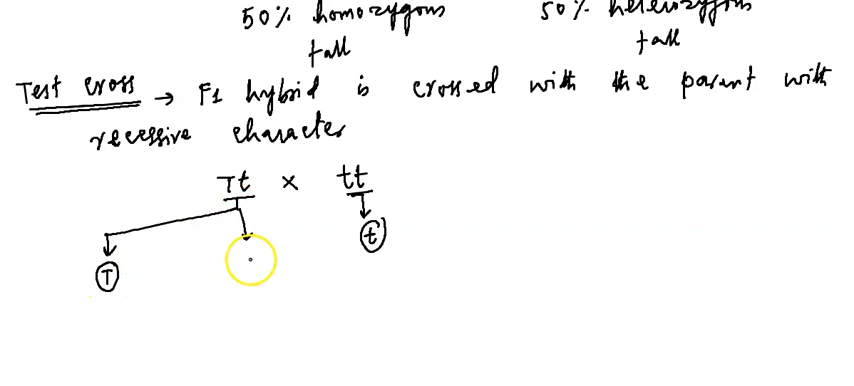 50% homozygous 50% heterozygous
tall tall
Test cross → F1 hybrid is crossed with the parent with
recessive character
Tt × tt
t
T